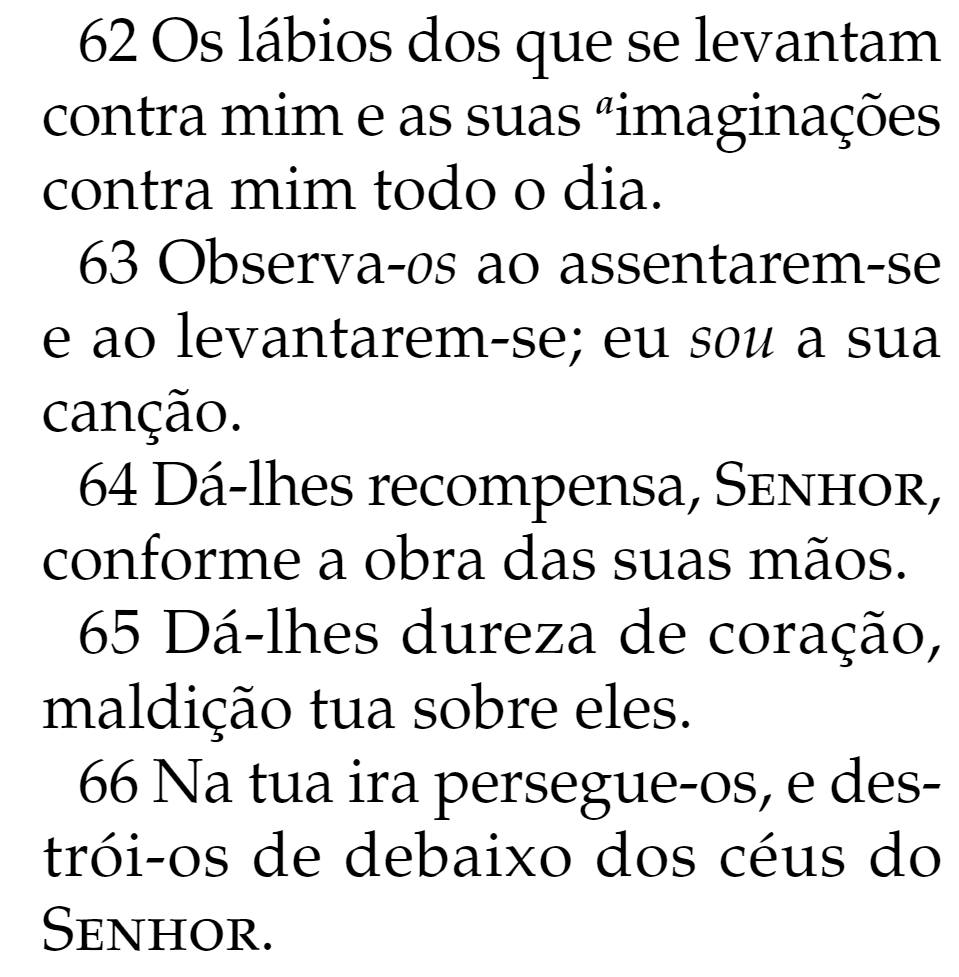 62 Os lábios dos que se levantam
contra mim e as suas ᵃimaginações
contra mim todo o dia.
63 Observa-os ao assentarem-se
e ao levantarem-se; eu sou a sua
canção.
64 Dá-lhes recompensa, SENHOR,
conforme a obra das suas mãos.
65 Dá-lhes dureza de coração,
maldição tua sobre eles.
66 Na tua ira persegue-os, e des-
trói-os de debaixo dos céus do
SENHOR.